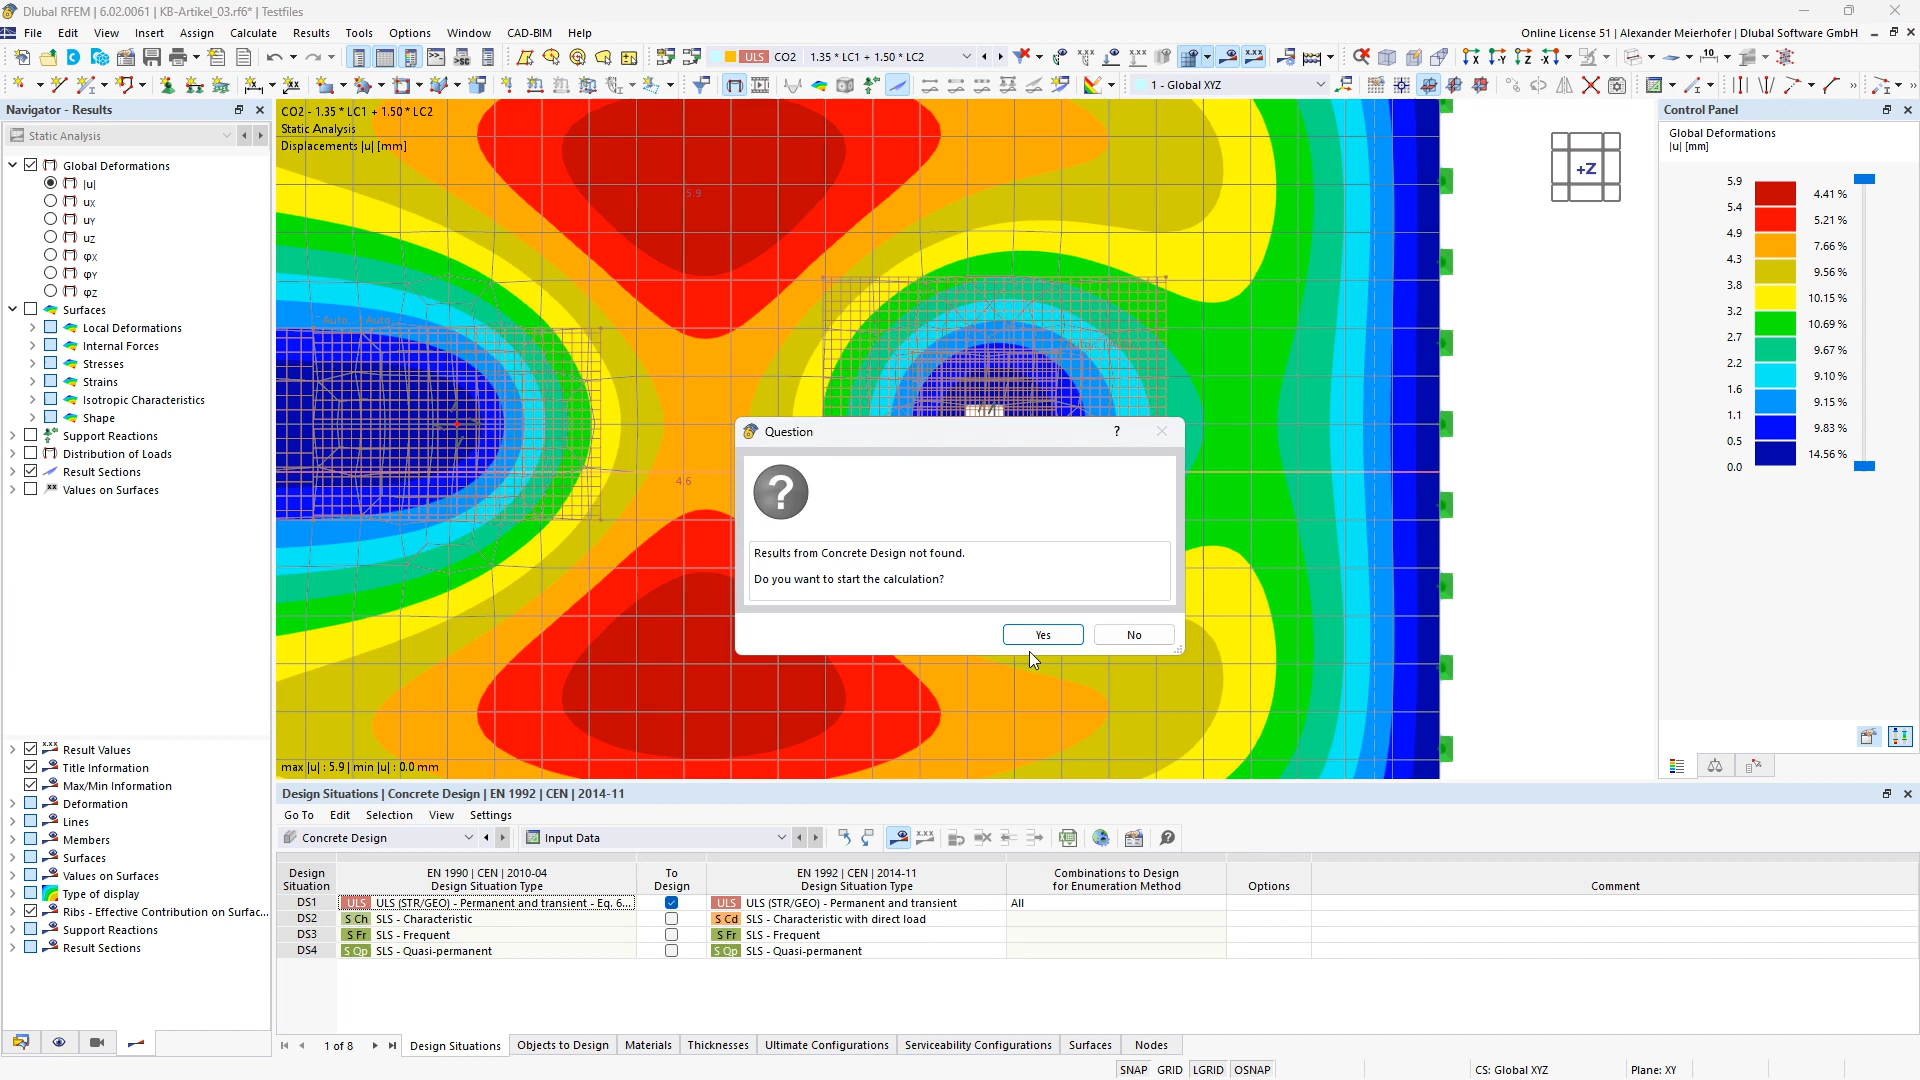 Dlubal RFEM | 6.02.0061 | KB-Artikel_03.rf6* | Testfiles
File Edit View Insert Assign Calculate Results Tools Options Window CAD-BIM Help
Online License 51 | Alexander Meierhofer | Dlubal Software GmbH
ULS CO2 1.35 * LC1 + 1.50 * LC2
1 - Global XYZ
Navigator - Results
Static Analysis
Global Deformations
|u|
uX
uY
uZ
φX
φY
φZ
Surfaces
Local Deformations
Internal Forces
Stresses
Strains
Isotropic Characteristics
Shape
Support Reactions
Distribution of Loads
Result Sections
Values on Surfaces
Result Values
Title Information
Max/Min Information
Deformation
Lines
Members
Surfaces
Values on Surfaces
Type of display
Ribs - Effective Contribution on Surfac...
Support Reactions
Result Sections
CO2 - 1.35 * LC1 + 1.50 * LC2
Static Analysis
Displacements |u| [mm]
5.9
4.6
+Z
max |u| : 5.9 | min |u| : 0.0 mm
Question
?
Results from Concrete Design not found.
Do you want to start the calculation?
Yes No
Control Panel
Global Deformations
|u| [mm]
5.9
4.41 %
5.4
5.21 %
4.9
7.66 %
4.3
9.56 %
3.8
10.15 %
3.2
10.69 %
2.7
9.67 %
2.2
9.10 %
1.6
9.15 %
1.1
9.83 %
0.5
14.56 %
0.0
Design Situations | Concrete Design | EN 1992 | CEN | 2014-11
Go To Edit Selection View Settings
Concrete Design Input Data
Design Situation EN 1990 | CEN | 2010-04 Design Situation Type To Design EN 1992 | CEN | 2014-11 Design Situation Type Combinations to Design for Enumeration Method Options Comment
DS1 ULS ULS (STR/GEO) - Permanent and transient - Eq. 6... ULS ULS (STR/GEO) - Permanent and transient All
DS2 S Ch SLS - Characteristic S Cd SLS - Characteristic with direct load
DS3 S Fr SLS - Frequent S Fr SLS - Frequent
DS4 S Qp SLS - Quasi-permanent S Qp SLS - Quasi-permanent
1 of 8 Design Situations Objects to Design Materials Thicknesses Ultimate Configurations Serviceability Configurations Surfaces Nodes
SNAP GRID LGRID OSNAP CS: Global XYZ Plane: XY